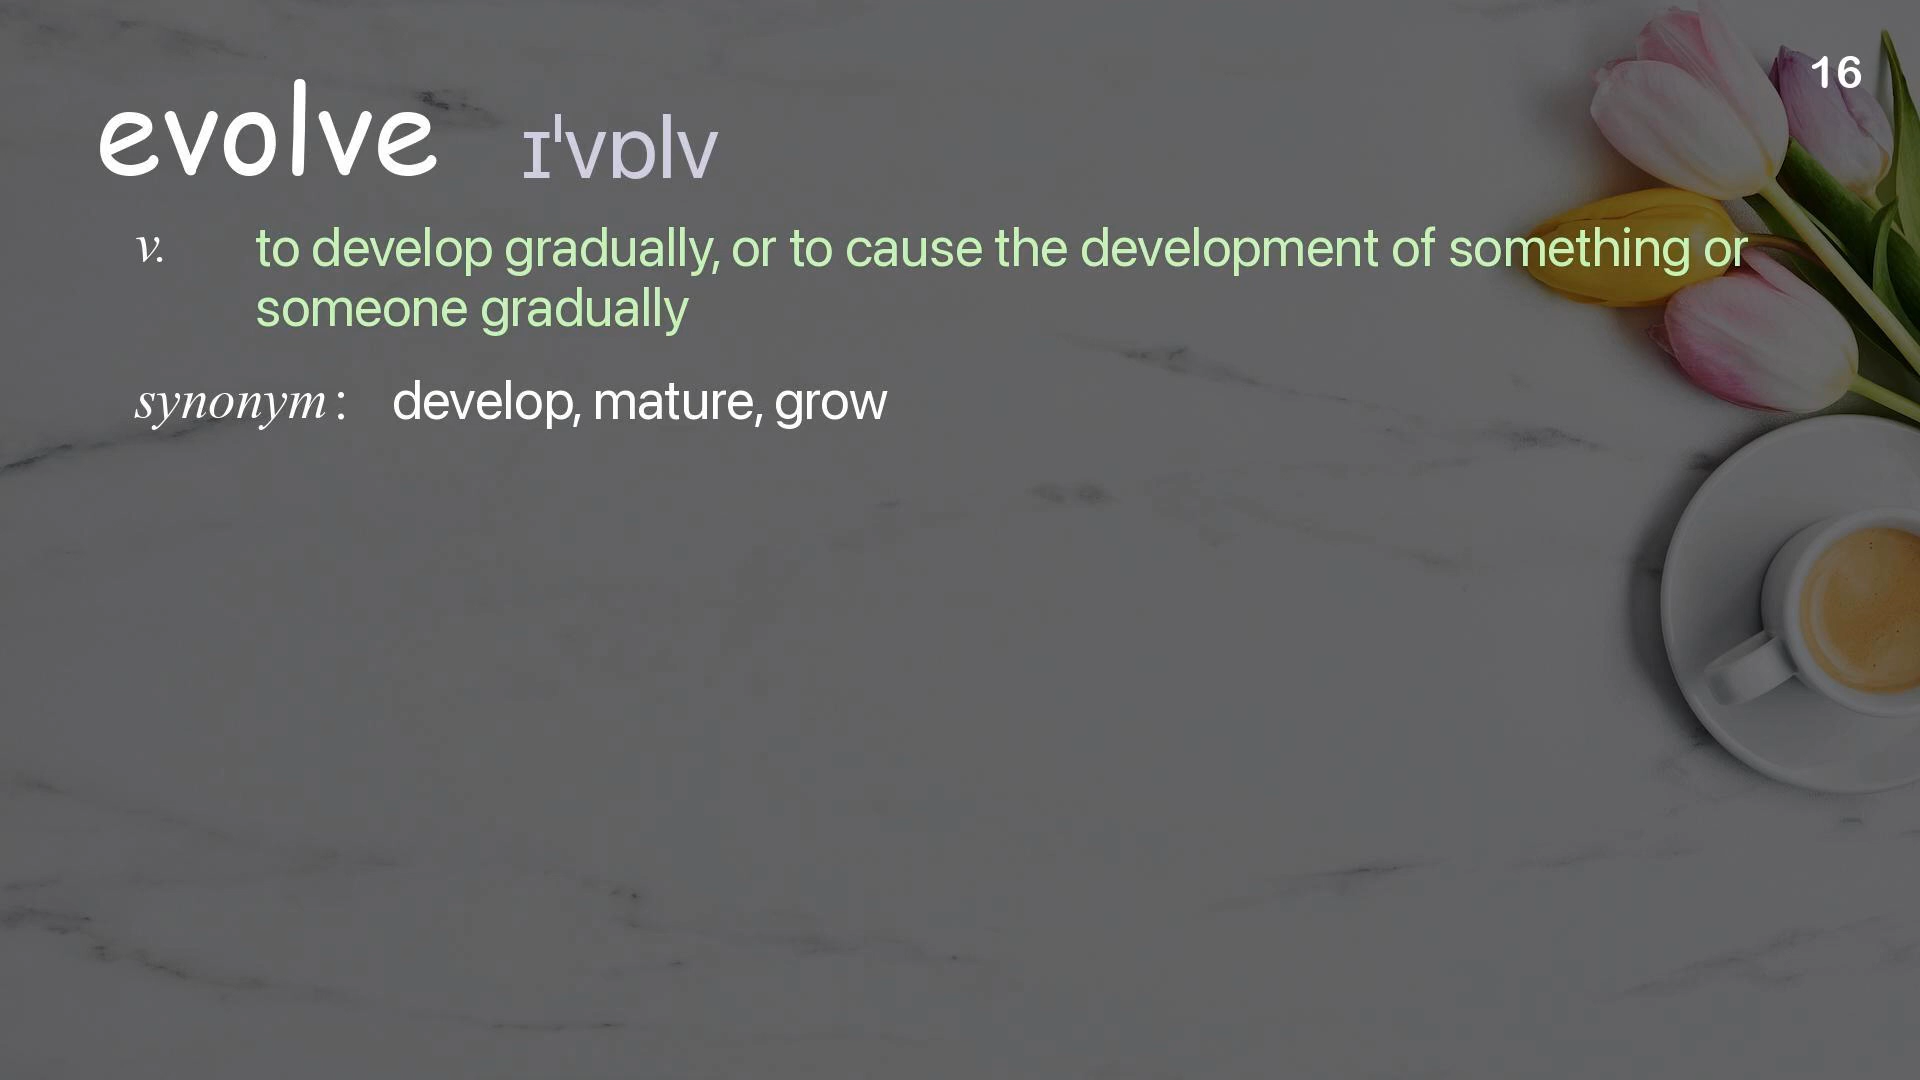 16
evolve ɪˈvɒlv
v. to develop gradually, or to cause the development of something or
someone gradually
synonym : develop, mature, grow